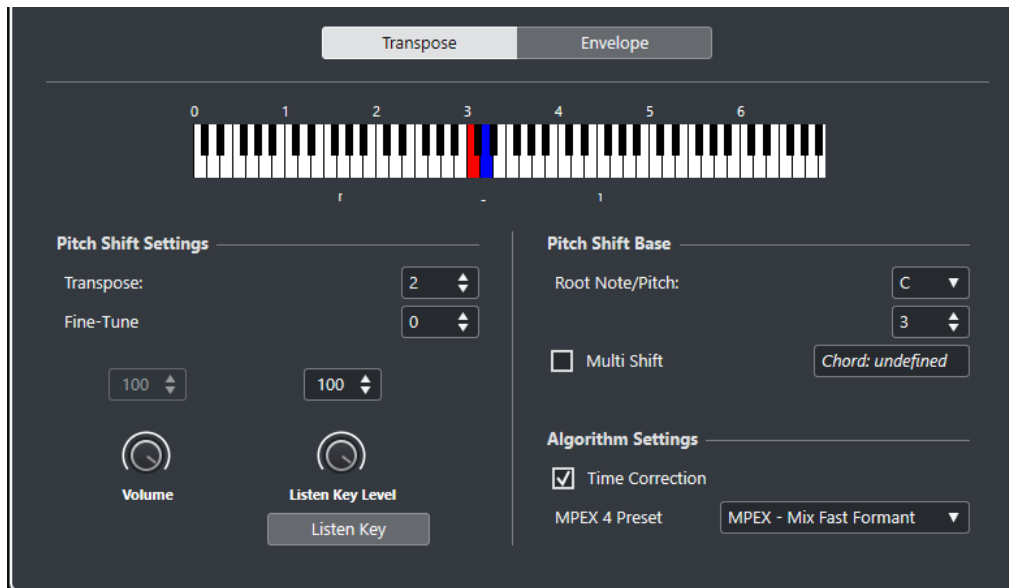 Transpose Envelope
0 1 2 3 4 5 6
Pitch Shift Settings
Transpose: 2
Fine-Tune 0
100 100
Volume Listen Key Level
Listen Key
Pitch Shift Base
Root Note/Pitch: C
3
Multi Shift Chord: undefined
Algorithm Settings
Time Correction
MPEX 4 Preset MPEX - Mix Fast Formant